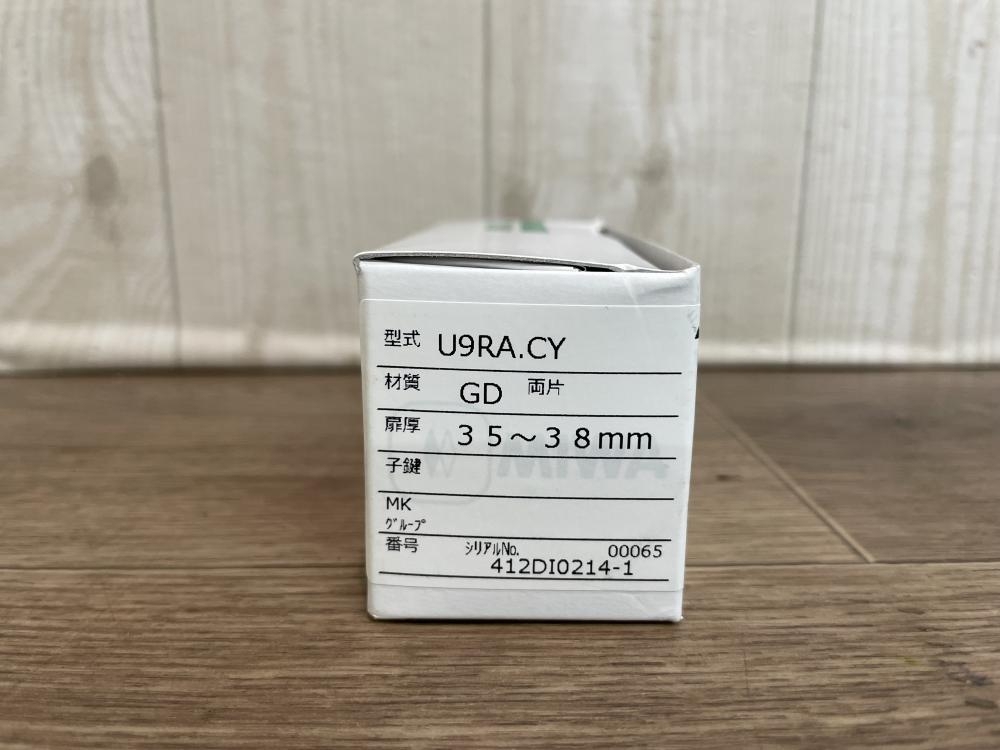 型式 U9RA.CY
材質 GD 両片
扉厚 35～38mm
MIWA
子鍵
MK
グループ
番号 シリアルNo. 00065
412DI0214-1